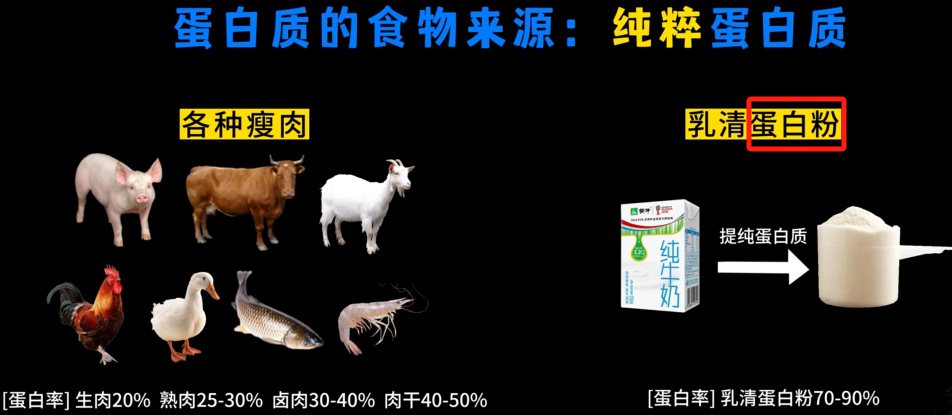 蛋白质的食物来源：纯粹蛋白质
各种瘦肉
乳清蛋白粉
蒙牛
纯牛奶
提纯蛋白质
[蛋白率] 生肉20% 熟肉25-30% 卤肉30-40% 肉干40-50%
[蛋白率] 乳清蛋白粉70-90%